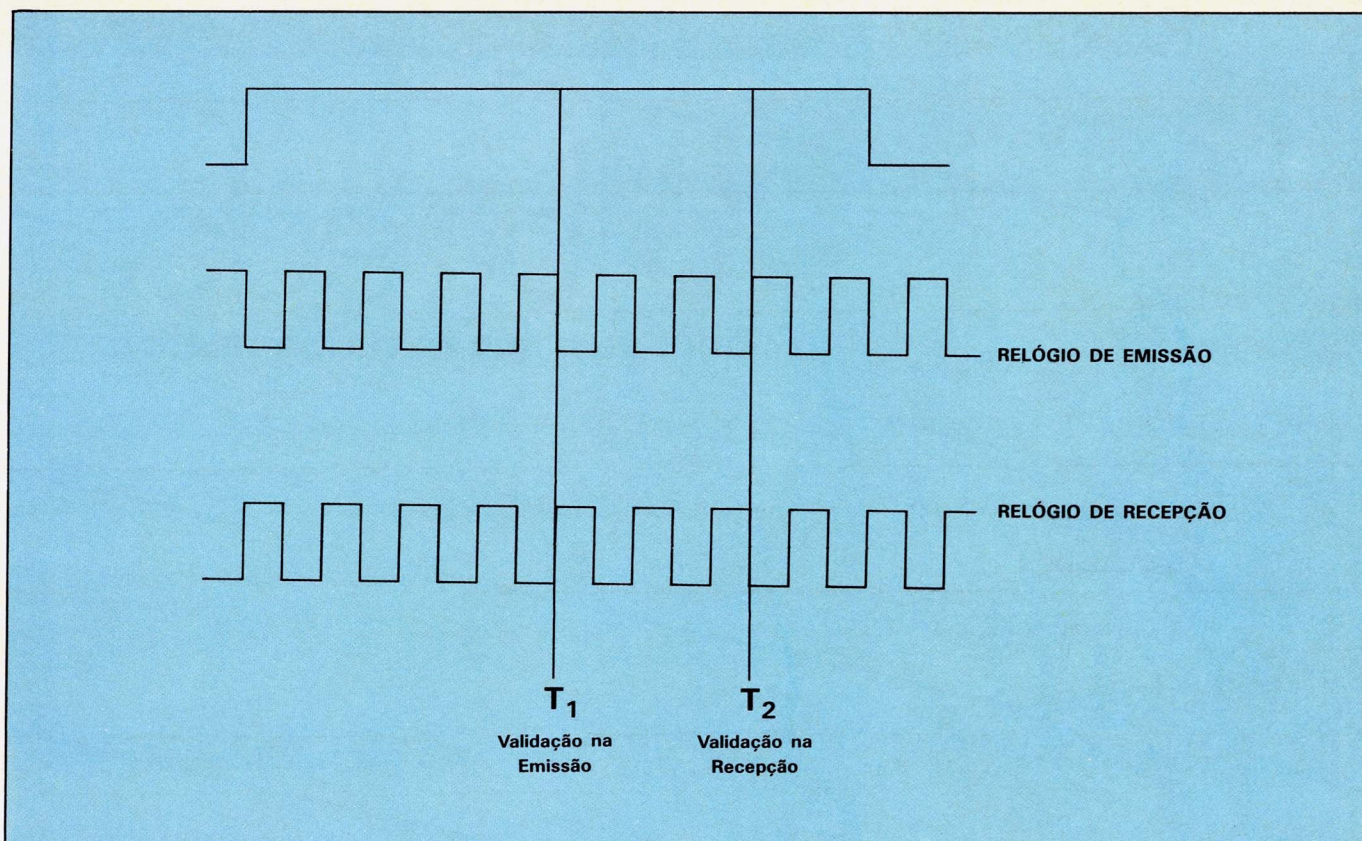 RELÓGIO DE EMISSÃO
RELÓGIO DE RECEPÇÃO
T₁
Validação na
Emissão
T₂
Validação na
Recepção